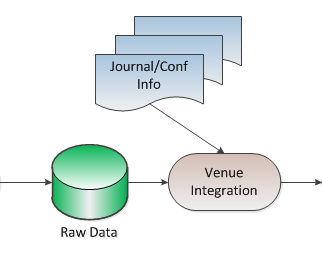 Journal/Conf
Info
Venue
Integration
Raw Data